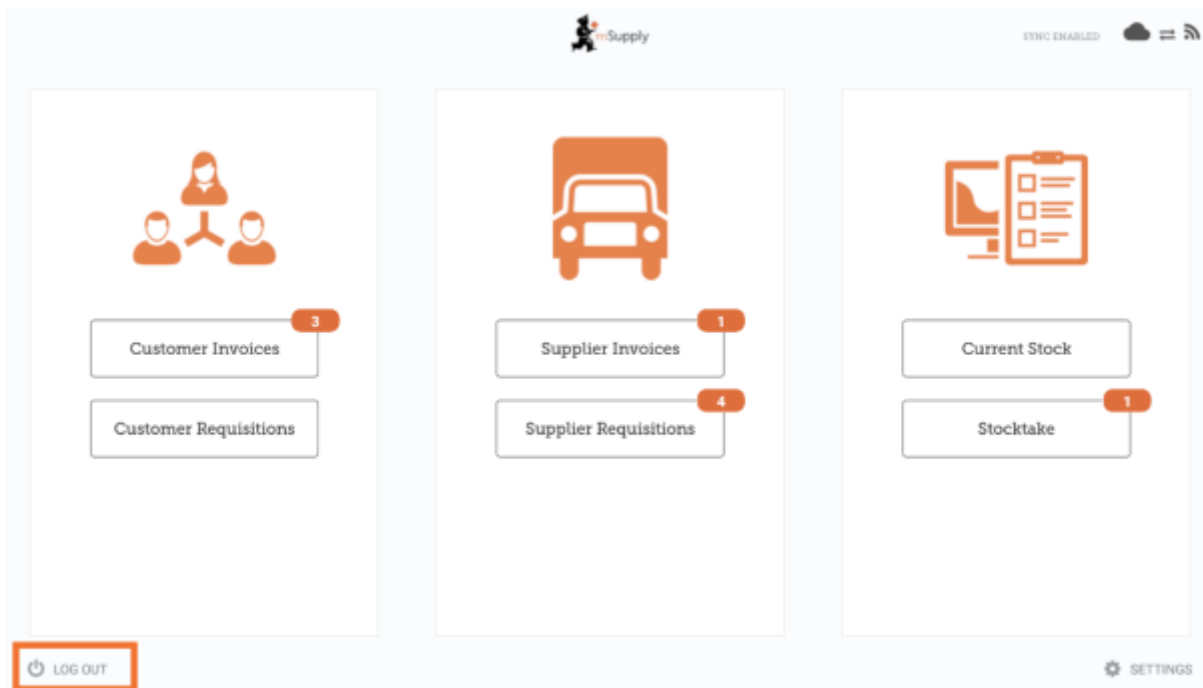 mSupply
SYNC ENABLED
3
Customer Invoices
Customer Requisitions
1
Supplier Invoices
4
Supplier Requisitions
Current Stock
1
Stocktake
LOG OUT
SETTINGS